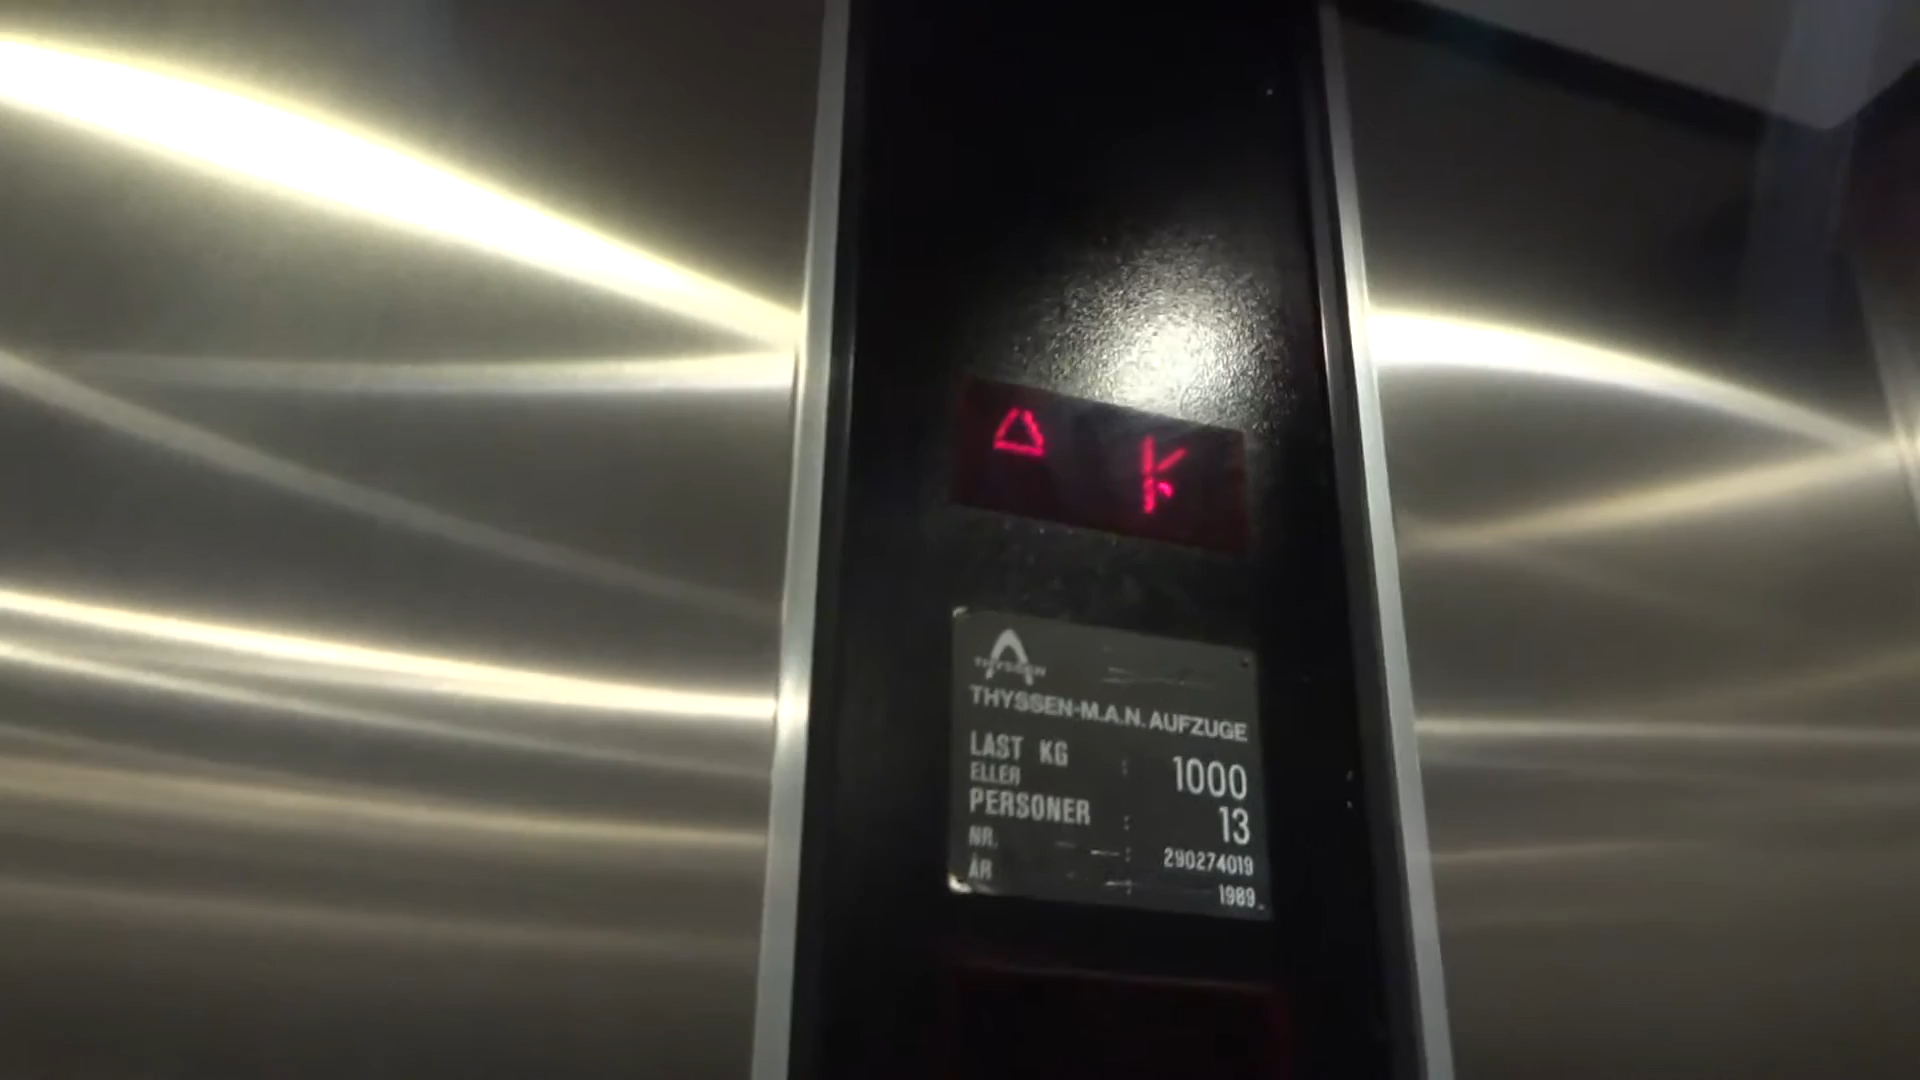 K
THYSSEN
THYSSEN-M.A.N. AUFZUGE
LAST KG : 1000
ELLER
PERSONER : 13
NR. : 290274019
ÅR : 1989